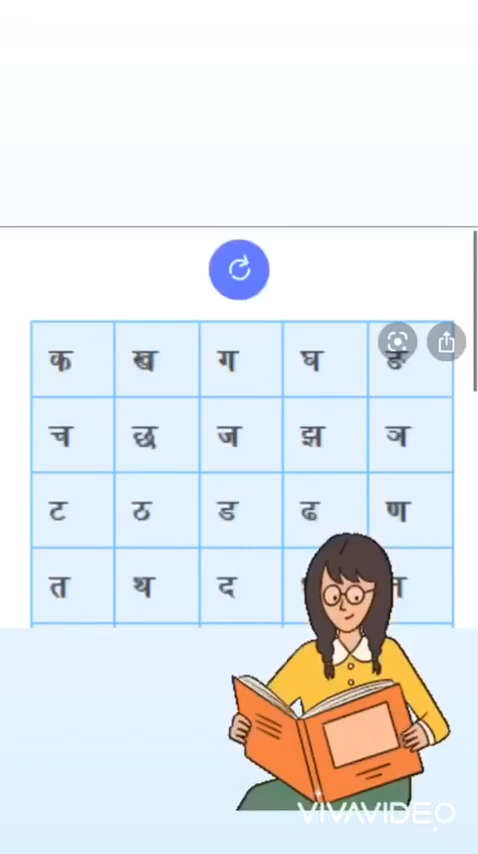 क ख ग घ ङ
च छ ज झ ञ
ट ठ ड ढ ण
त थ द
VIVAVIDEO